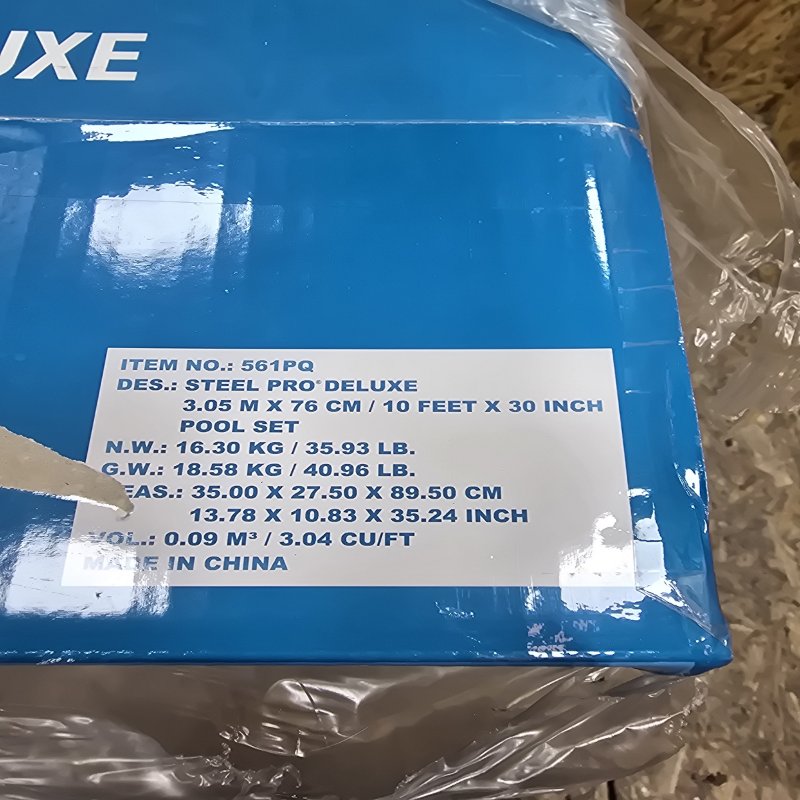 UXE
ITEM NO.: 561PQ
DES.: STEEL PRO® DELUXE
3.05 M X 76 CM / 10 FEET X 30 INCH
POOL SET
N.W.: 16.30 KG / 35.93 LB.
G.W.: 18.58 KG / 40.96 LB.
EAS.: 35.00 X 27.50 X 89.50 CM
13.78 X 10.83 X 35.24 INCH
VOL.: 0.09 M³ / 3.04 CU/FT
MADE IN CHINA